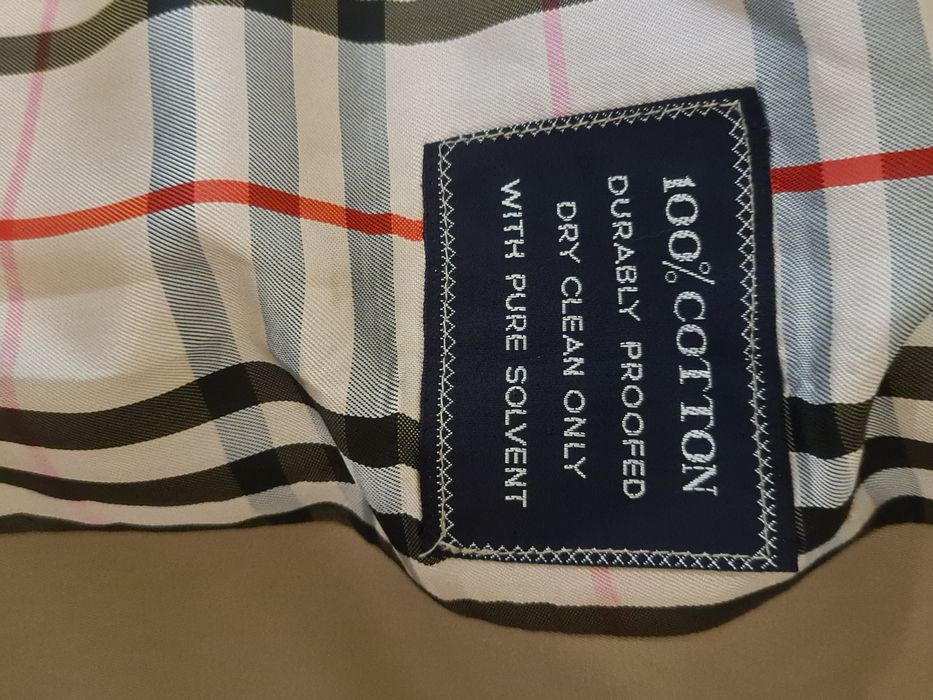 100% COTTON
DURABLY PROOFED
DRY CLEAN ONLY
WITH PURE SOLVENT